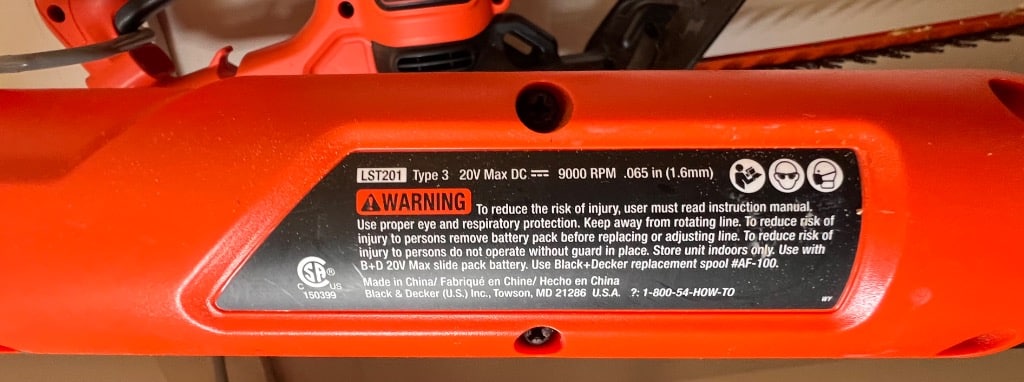 LST201 Type 3 20V Max DC 9000 RPM .065 in (1.6mm)
WARNING To reduce the risk of injury, user must read instruction manual.
Use proper eye and respiratory protection. Keep away from rotating line. To reduce risk of
injury to persons remove battery pack before replacing or adjusting line. To reduce risk of
injury to persons do not operate without guard in place. Store unit indoors only. Use with
B+D 20V Max slide pack battery. Use Black+Decker replacement spool #AF-100.
Made in China/ Fabriqué en Chine/ Hecho en China
Black & Decker (U.S.) Inc., Towson, MD 21286 U.S.A. ?: 1-800-54-HOW-TO
CSA®
C US
150399
WY